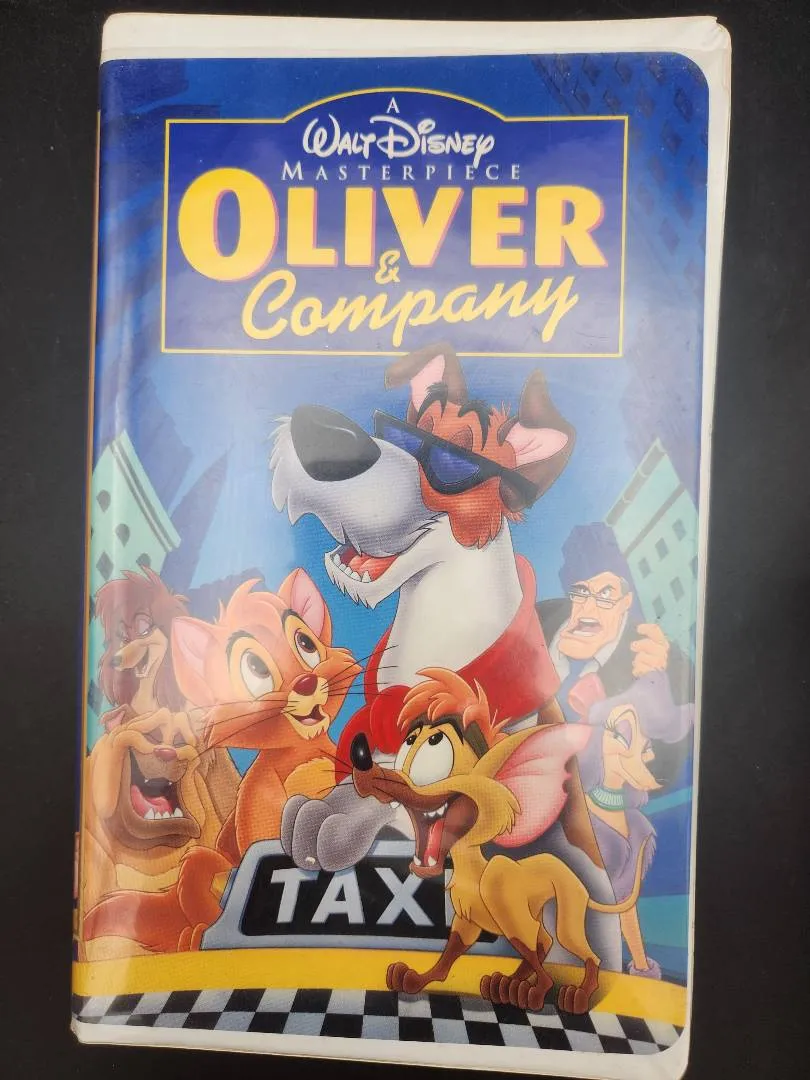 A
Walt Disney
MASTERPIECE
OLIVER
&
Company
TAXI